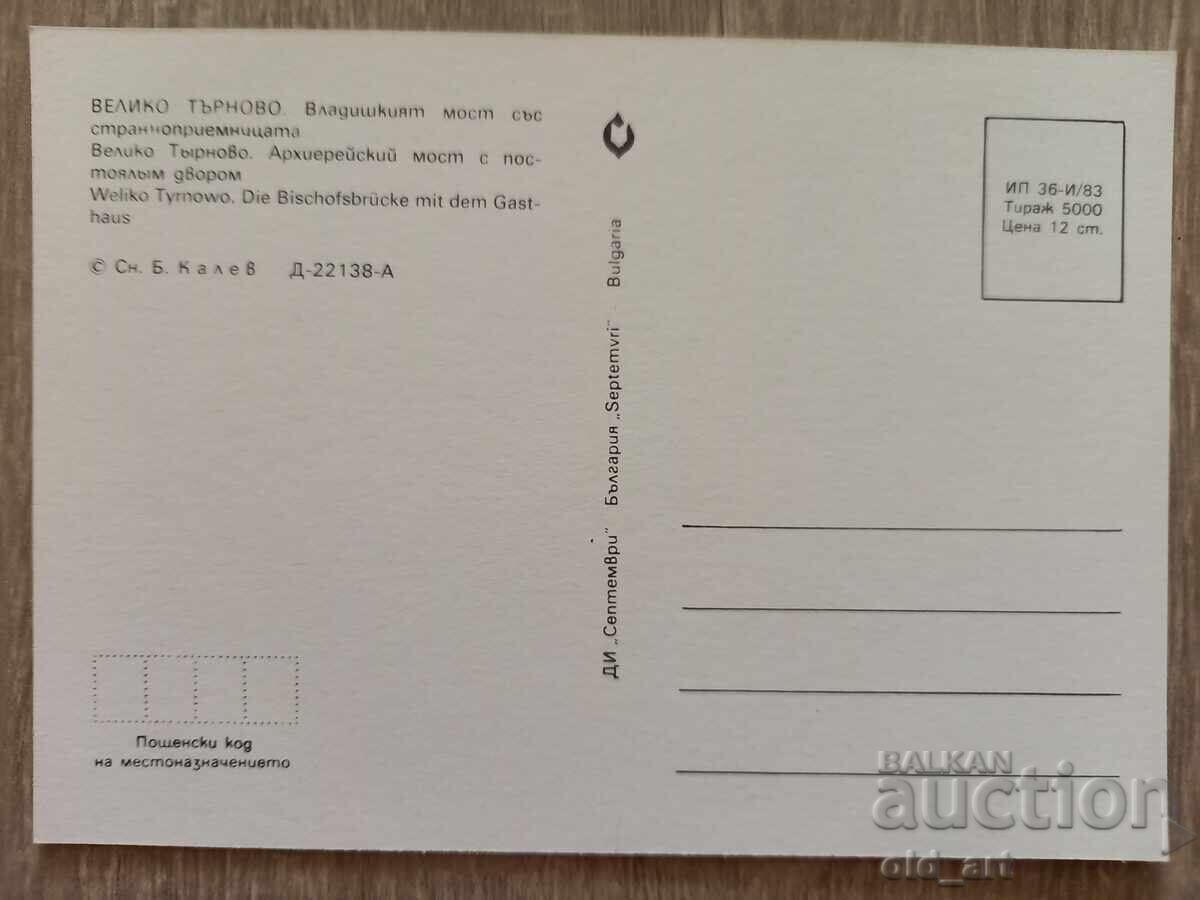 ВЕЛИКО ТЪРНОВО. Владишкият мост със
странноприемницата
Велико Тырново. Архиерейский мост с пос-
тоялым двором
Weliko Tyrnowo. Die Bischofsbrücke mit dem Gast-
haus
© Сн. Б. Калев Д-22138-А
ДИ „Септември" България „Septemvri" Bulgaria
ИП 36-И/83
Тираж 5000
Цена 12 ст.
Пощенски код
на местоназначението
BALKAN
auction
old_art